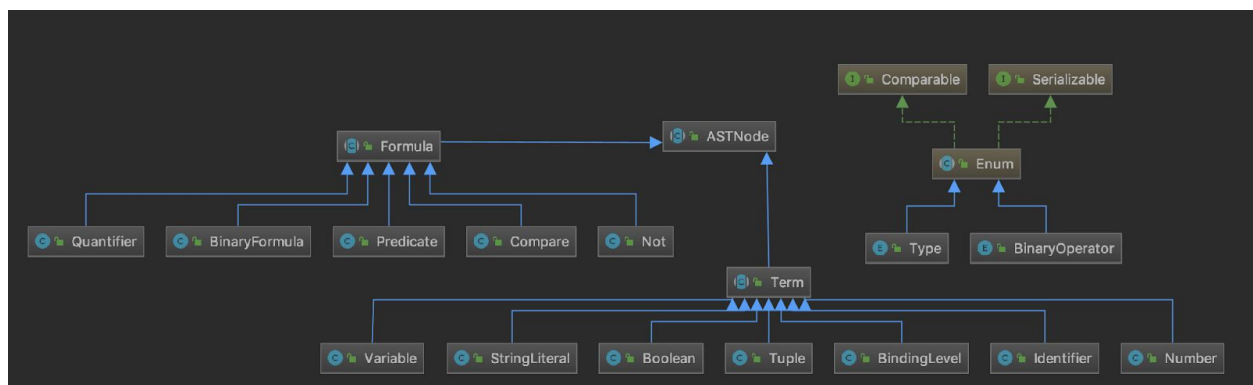 Comparable
Serializable
Formula
ASTNode
Enum
Quantifier
BinaryFormula
Predicate
Compare
Not
Type
BinaryOperator
Term
Variable
StringLiteral
Boolean
Tuple
BindingLevel
Identifier
Number